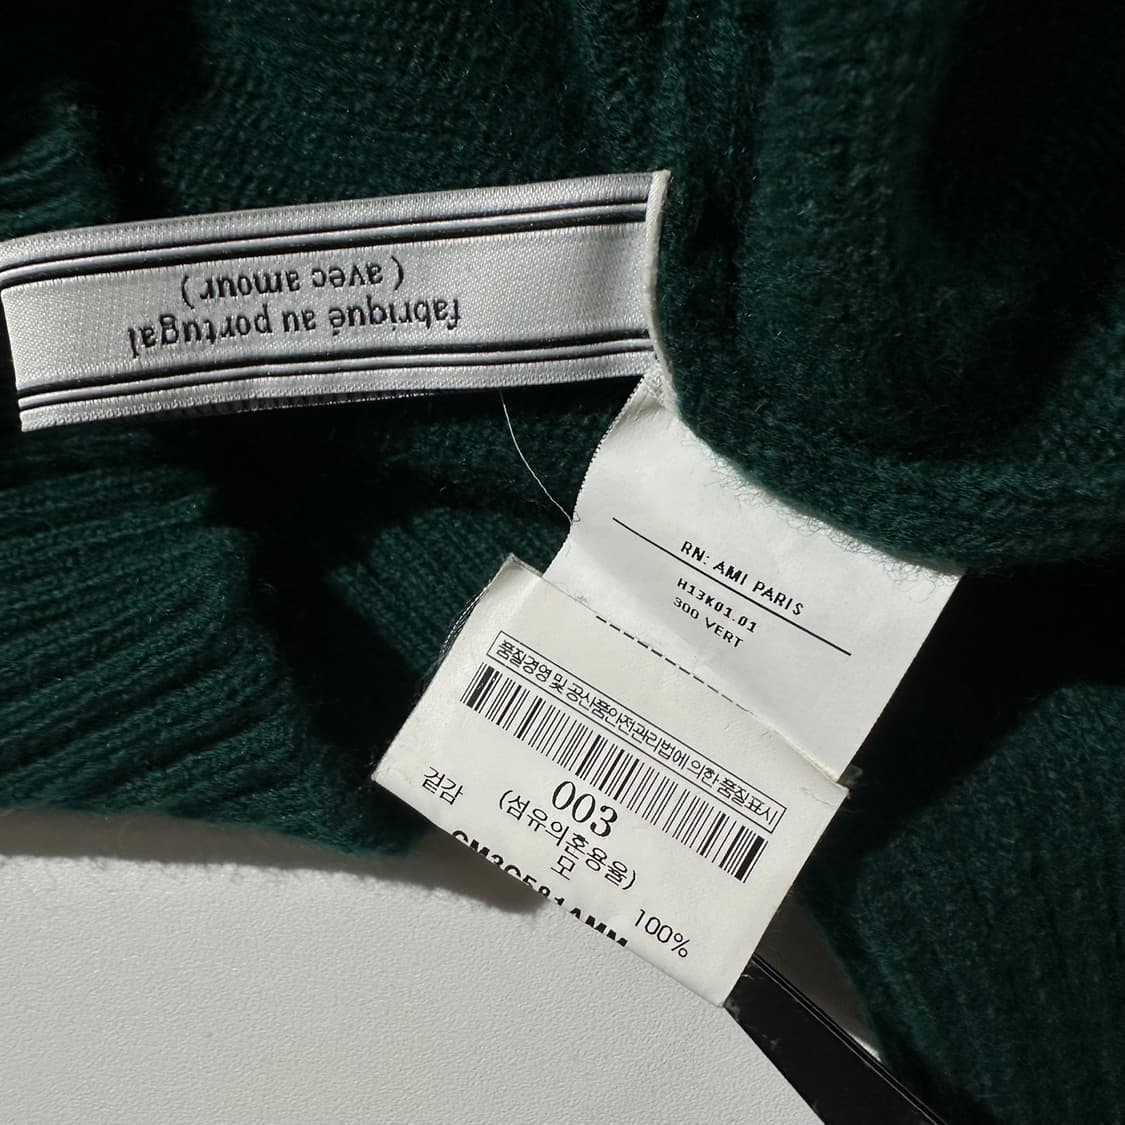 fabriqué au portugal
( avec amour )
RN: AMI PARIS
H13K01.01
300 VERT
품질경영 및 공산품안전관리법에 의한 품질표시
003
(섬유의혼용율)
겉감 모 100%